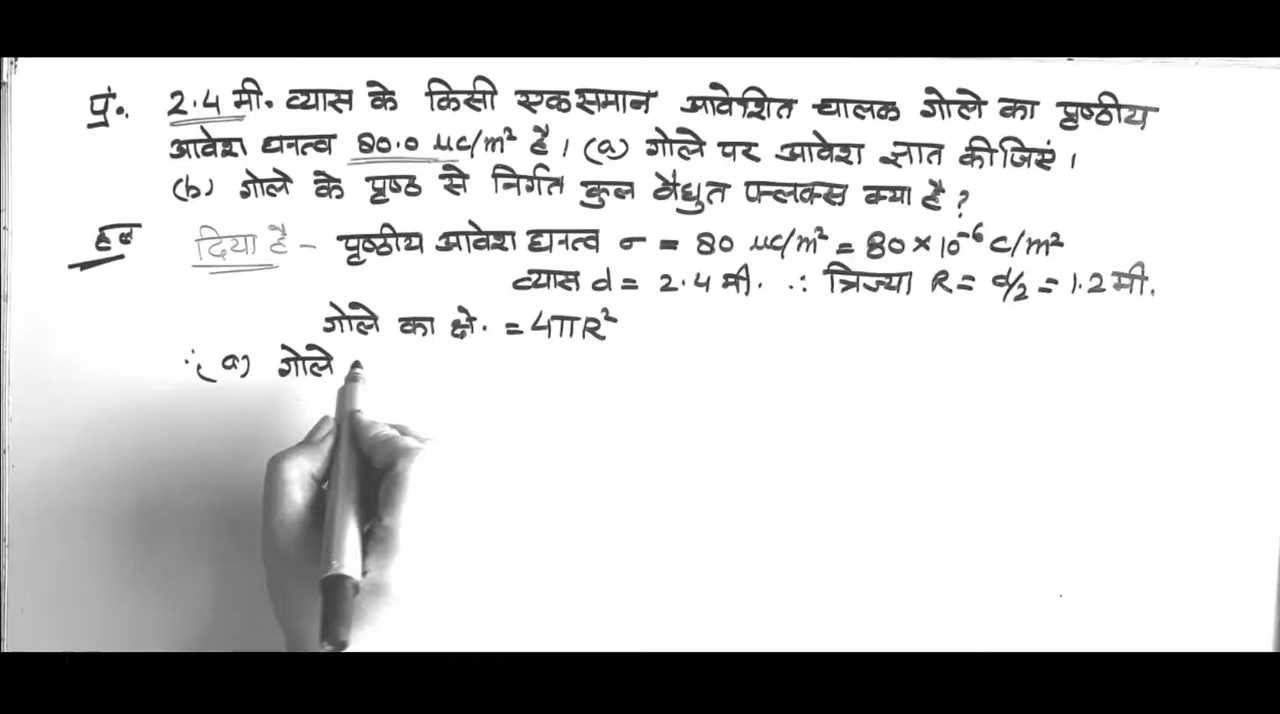 प्रं. 2.4 मी. व्यास के किसी एकसमान आवेशित चालक गोले का पृष्ठीय
आवेश घनत्व 80.0 μC/m² है। (a) गोले पर आवेश ज्ञात कीजिएं।
(b) गोले के पृष्ठ से निर्गत कुल वैधुत फ्लक्स क्या है?
हल दिया है - पृष्ठीय आवेश घनत्व σ = 80 μC/m² = 80×10⁻⁶ C/m²
व्यास d = 2.4 मी. ∴ त्रिज्या R = d/2 = 1.2 मी.
गोले का क्षे. = 4πR²
∴ (a) गोले